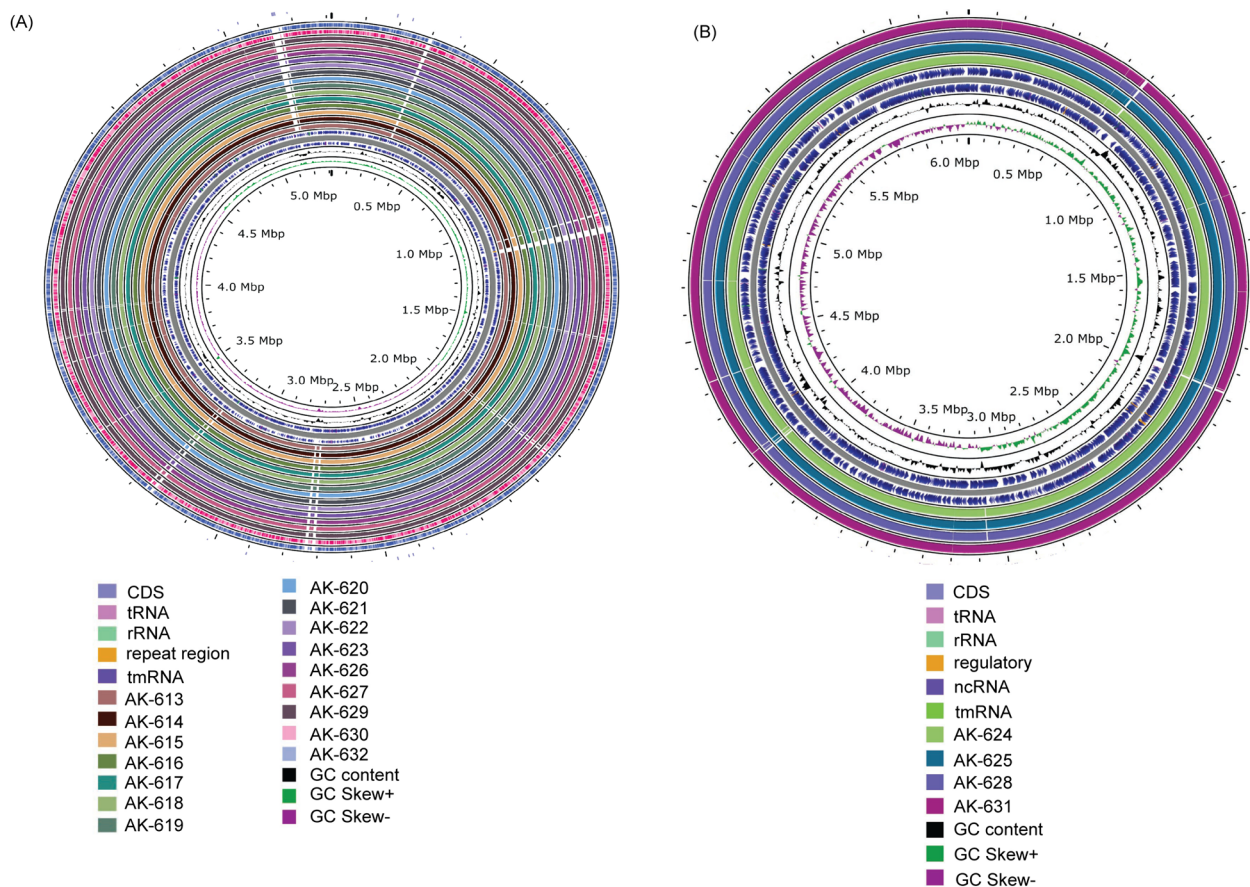 (A)
5.0 Mbp
0.5 Mbp
4.5 Mbp
1.0 Mbp
4.0 Mbp
1.5 Mbp
3.5 Mbp
2.0 Mbp
3.0 Mbp
2.5 Mbp
CDS
tRNA
rRNA
repeat region
tmRNA
AK-613
AK-614
AK-615
AK-616
AK-617
AK-618
AK-619
AK-620
AK-621
AK-622
AK-623
AK-626
AK-627
AK-629
AK-630
AK-632
GC content
GC Skew+
GC Skew-
(B)
6.0 Mbp
0.5 Mbp
5.5 Mbp
1.0 Mbp
5.0 Mbp
1.5 Mbp
4.5 Mbp
2.0 Mbp
4.0 Mbp
2.5 Mbp
3.5 Mbp
3.0 Mbp
CDS
tRNA
rRNA
regulatory
ncRNA
tmRNA
AK-624
AK-625
AK-628
AK-631
GC content
GC Skew+
GC Skew-